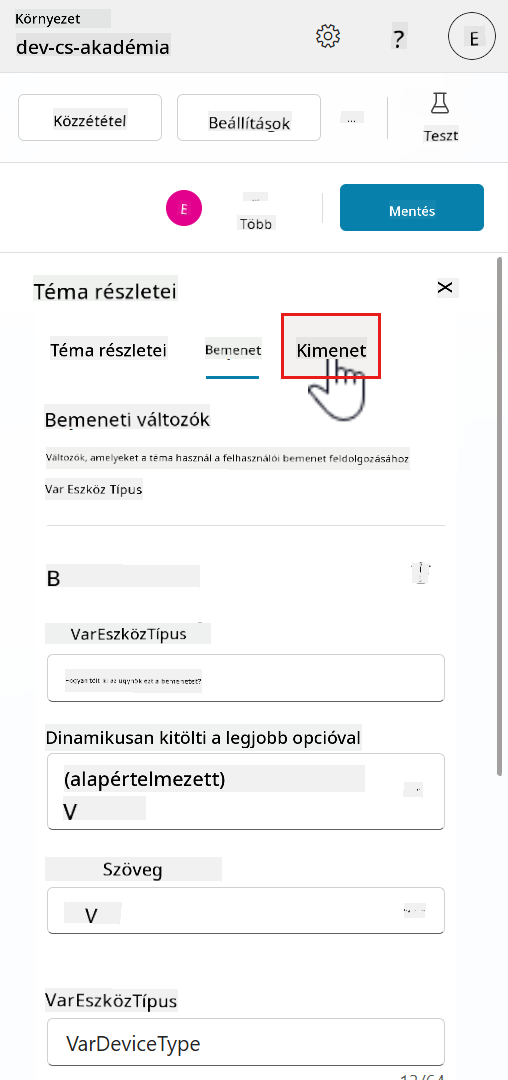 Környezet
dev-cs-akadémia
?
E
Közzététel
Beállítások
...
Teszt
E
...
Több
Mentés
Téma részletei
Téma részletei
Bemenet
Kimenet
Bemeneti változók
Változók, amelyeket a téma használ a felhasználói bemenet feldolgozásához
Var Eszköz Típus
B
VarEszközTípus
Hogyan tölti ki az ügynök ezt a bemenetet?
Dinamikusan kitölti a legjobb opcióval
(alapértelmezett)
V
Szöveg
V
VarEszközTípus
VarDeviceType